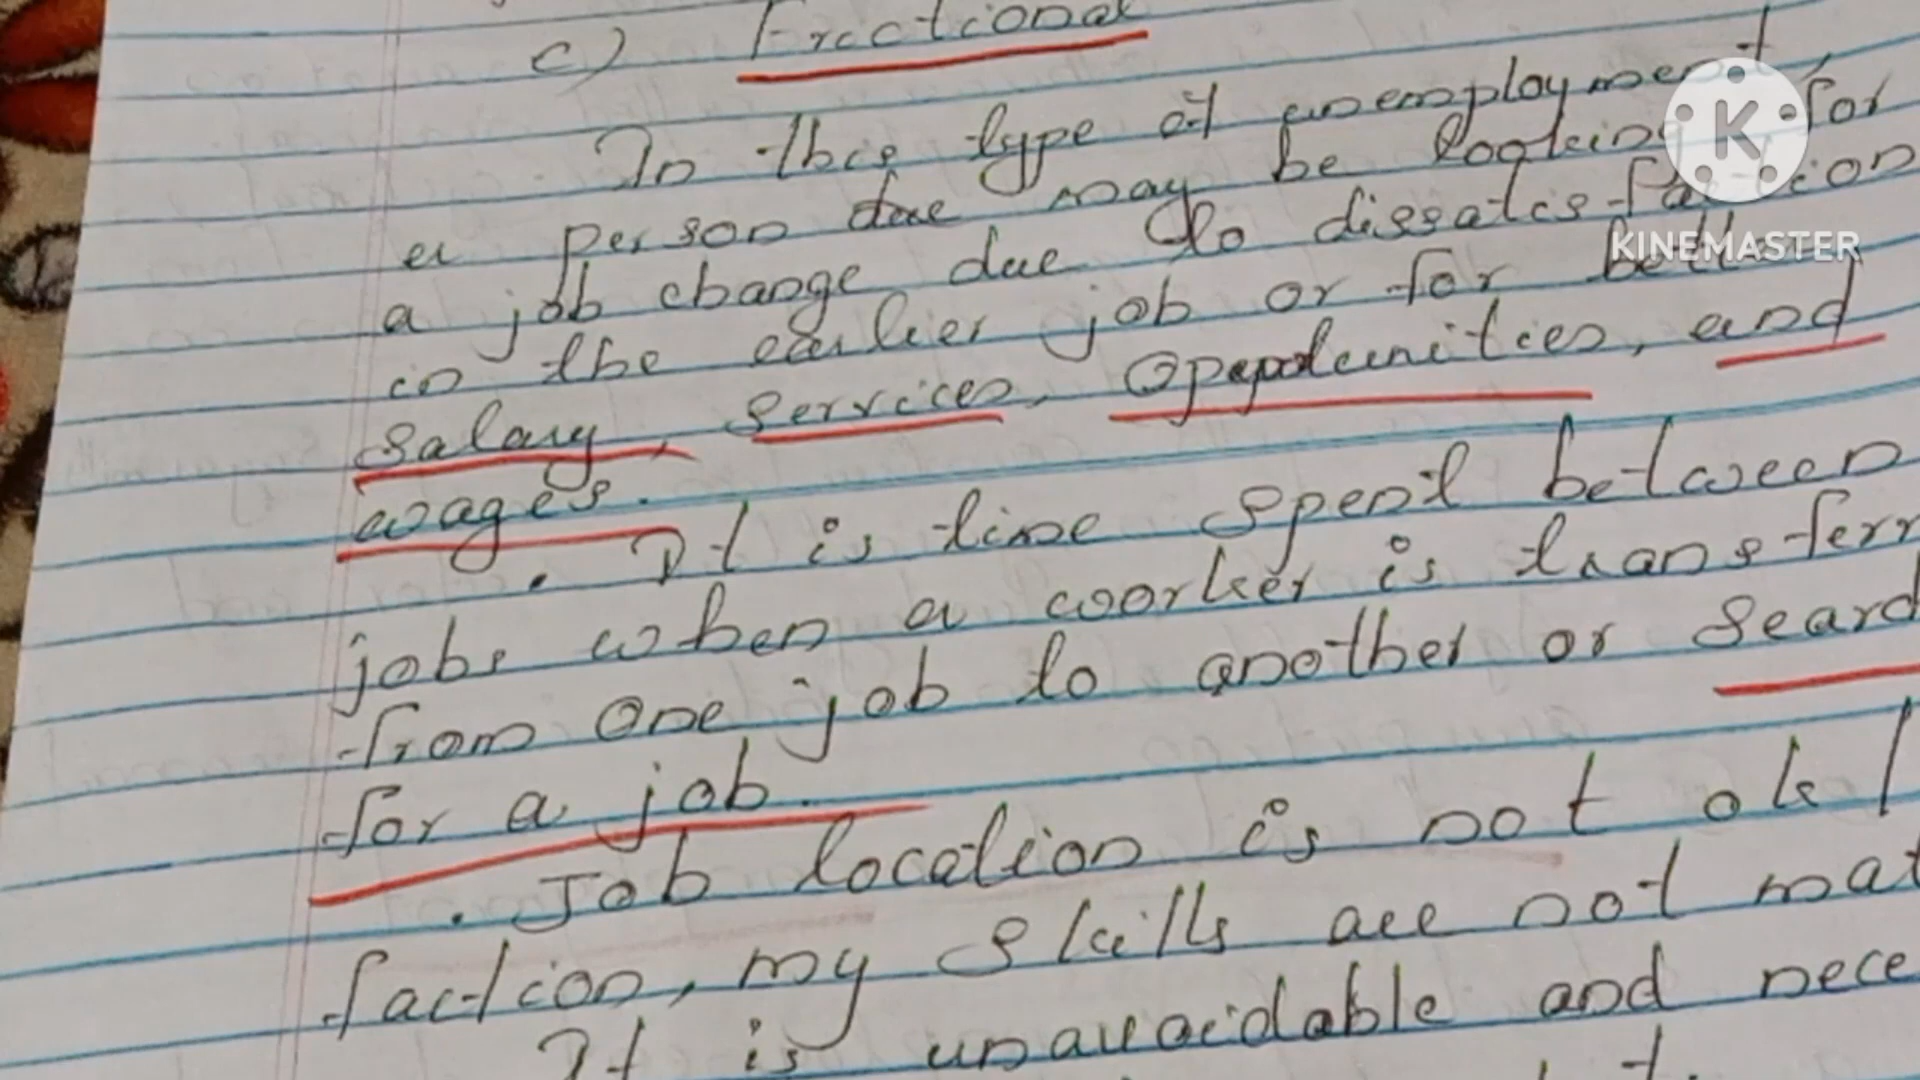 c) Frictional
In this type of unemployment,
a person due may be looking for
a job change due to dissatisfaction
in the earlier job or for better
salary, services, Oppotunities, and
wages.
. It is time spent between
jobs when a worker is transferr
from one job to another or Search
for a job.
. Job location is not ok /
faction, my skills are not mat
It is unavoidable and nece
KINEMASTER